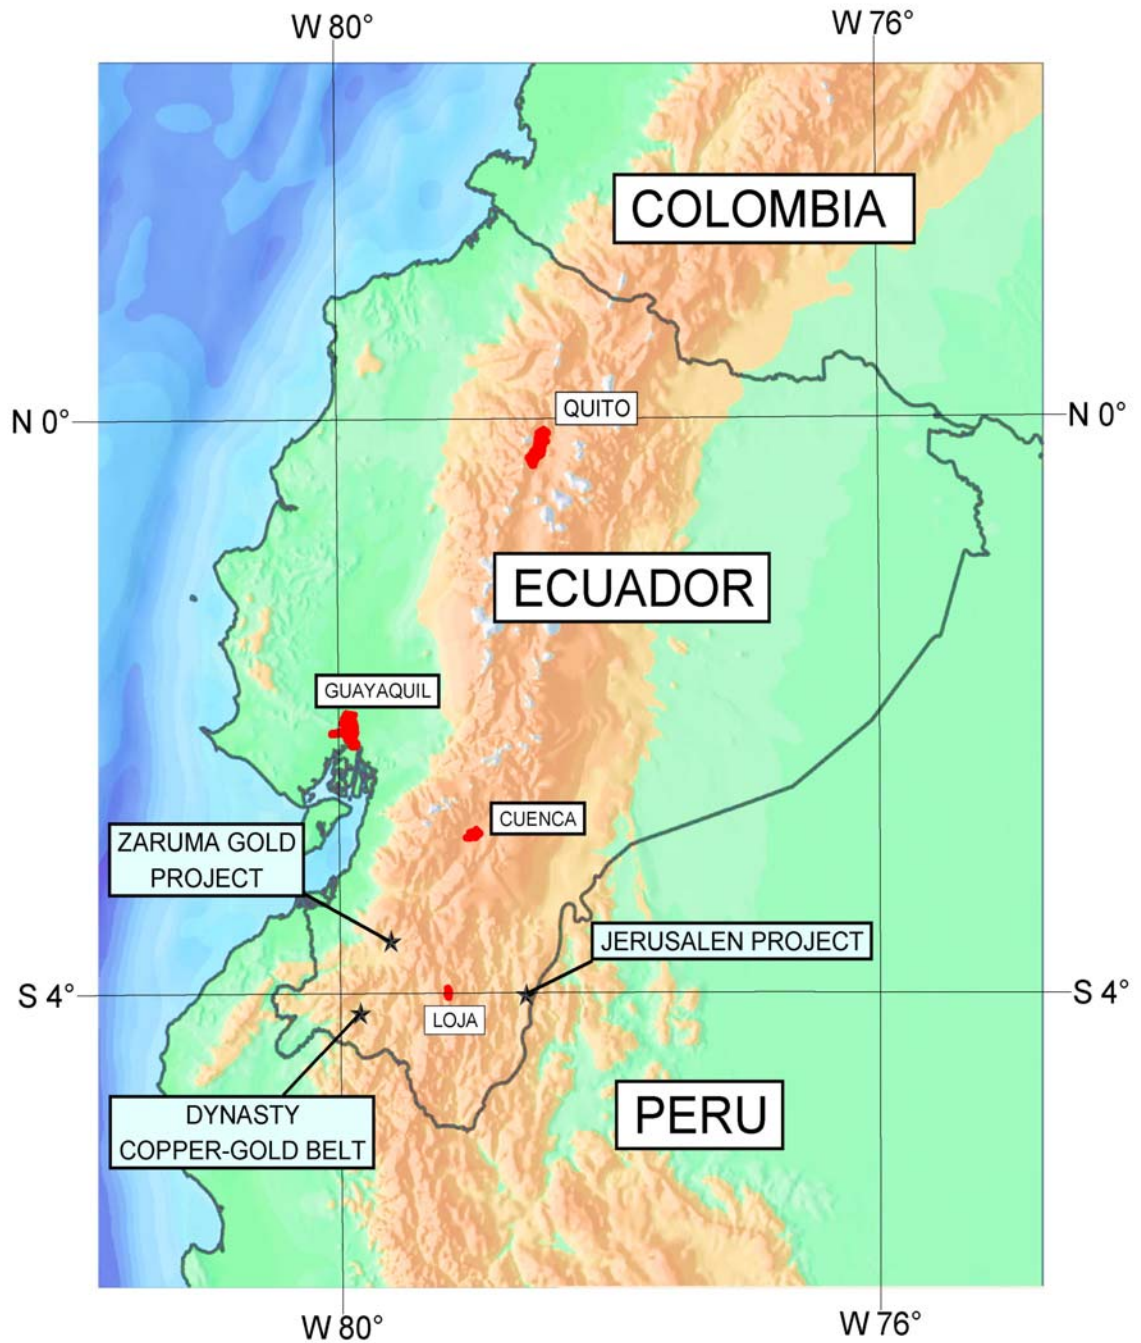 W 80°
W 76°
COLOMBIA
QUITO
N 0°
N 0°
ECUADOR
GUAYAQUIL
CUENCA
ZARUMA GOLD
PROJECT
JERUSALEN PROJECT
S 4°
S 4°
LOJA
DYNASTY
COPPER-GOLD BELT
PERU
W 80°
W 76°